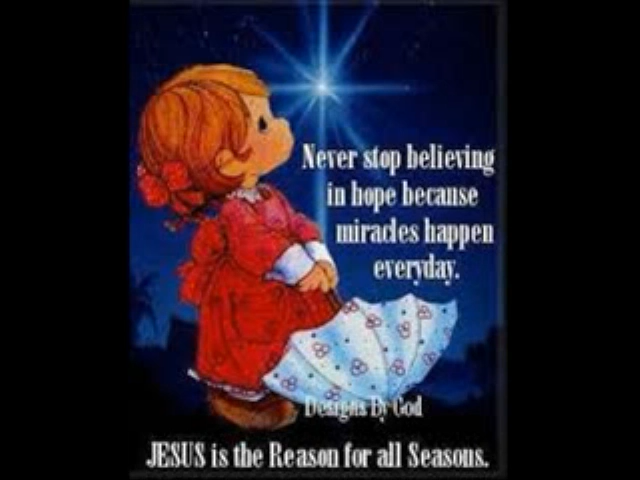 Never stop believing
in hope because
miracles happen
everyday.
Designs By God
JESUS is the Reason for all Seasons.